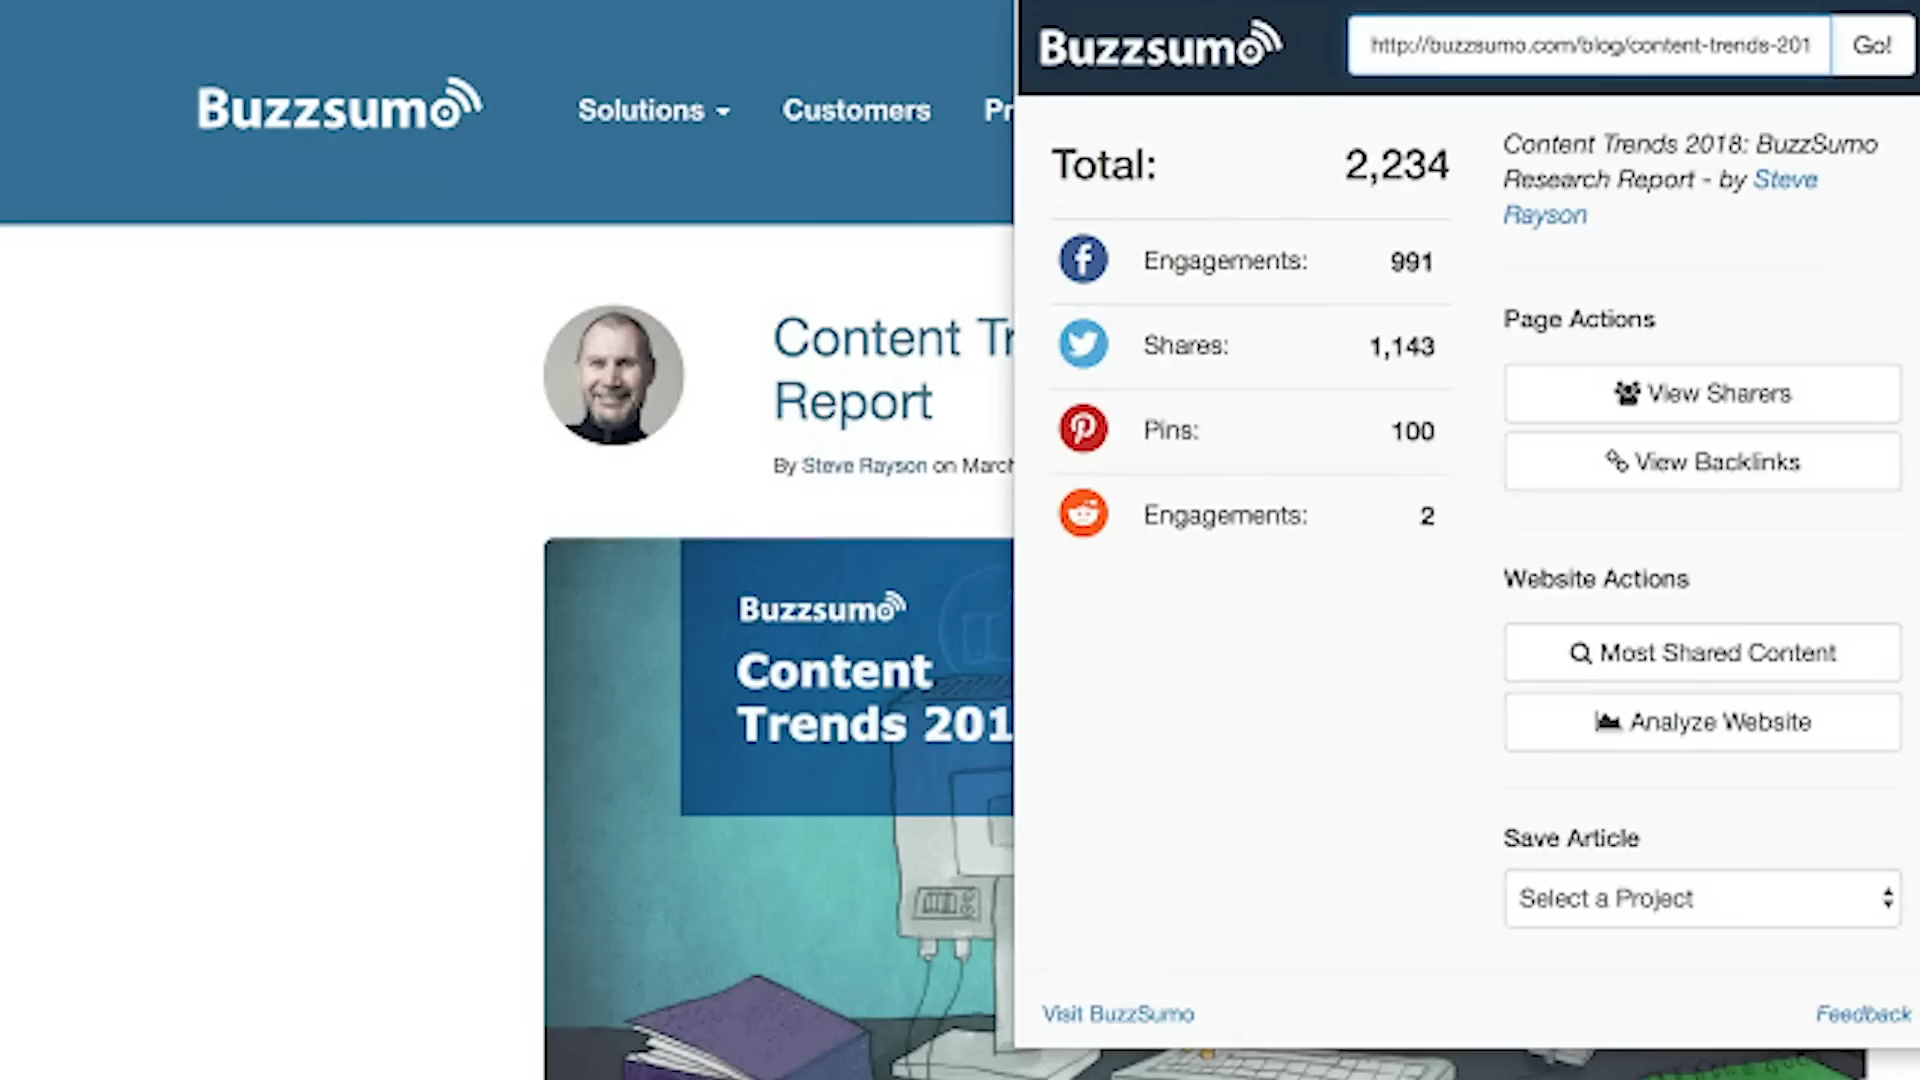 Buzzsumo
Solutions
Customers
Pr
Content Tr
Report
By Steve Rayson on March
Buzzsumo
Content
Trends 201
Buzzsumo
http://buzzsumo.com/blog/content-trends-201
Go!
Total: 2,234
Engagements: 991
Shares: 1,143
Pins: 100
Engagements: 2
Content Trends 2018: BuzzSumo
Research Report - by Steve
Rayson
Page Actions
View Sharers
View Backlinks
Website Actions
Most Shared Content
Analyze Website
Save Article
Select a Project
Visit BuzzSumo
Feedback